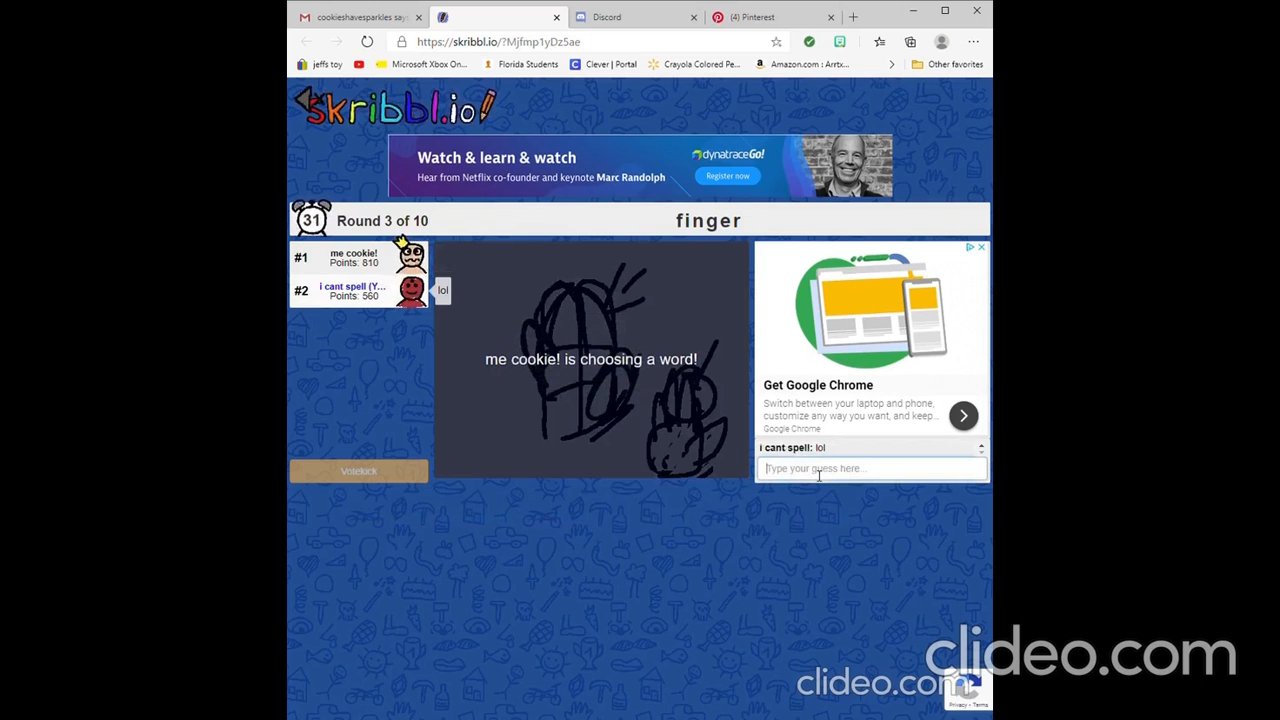 cookieshavesparkles say
Discord
(4) Pinterest
https://skribbl.io/?Mjfmp1yDz5ae
jeffs toy
Microsoft Xbox On...
Florida Students
Clever | Portal
Crayola Colored Pe...
Amazon.com : Arrtx...
Other favorites
skribbl.io
Watch & learn & watch
Hear from Netflix co-founder and keynote Marc Randolph
dynatraceGo!
Register now
31
Round 3 of 10
finger
#1
me cookie!
Points: 810
#2
i cant spell (Y...
Points: 560
lol
me cookie! is choosing a word!
Get Google Chrome
Switch between your laptop and phone,
customize any way you want, and keep...
Google Chrome
i cant spell: lol
Type your guess here...
Votekick
clideo.com
clideo.com
Privacy - Terms